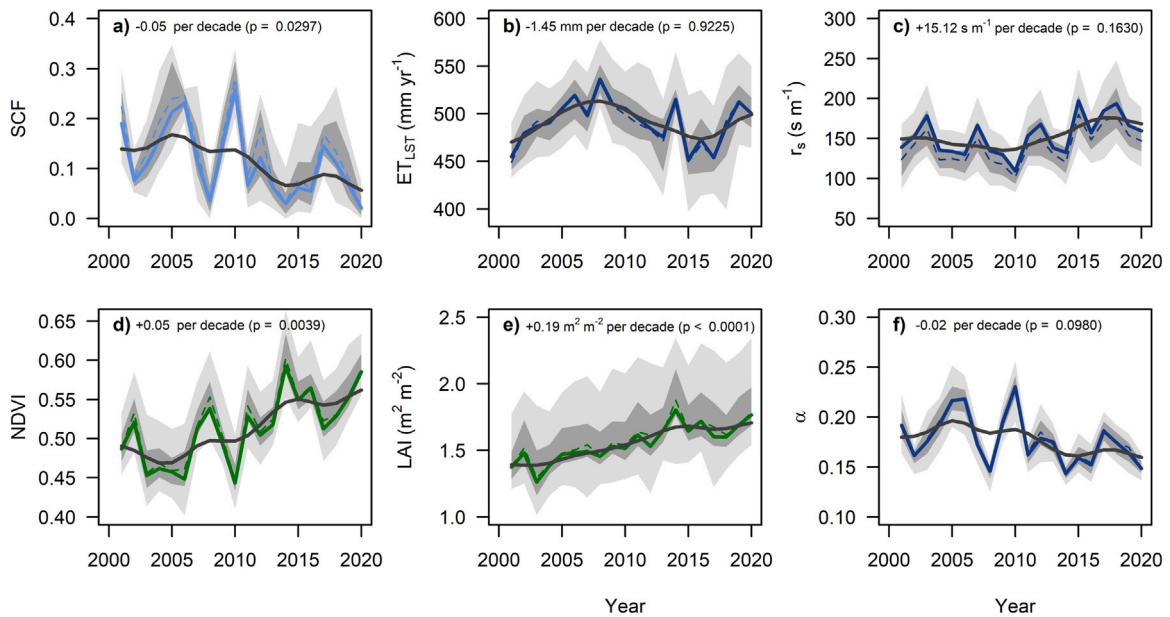 a) -0.05 per decade (p = 0.0297)
SCF
0.4
0.3
0.2
0.1
0.0
2000 2005 2010 2015 2020
b) -1.45 mm per decade (p = 0.9225)
ET_LST (mm yr⁻¹)
600
550
500
450
400
2000 2005 2010 2015 2020
c) +15.12 s m⁻¹ per decade (p = 0.1630)
r_s (s m⁻¹)
350
300
250
200
150
100
50
2000 2005 2010 2015 2020
d) +0.05 per decade (p = 0.0039)
NDVI
0.65
0.60
0.55
0.50
0.45
0.40
2000 2005 2010 2015 2020
e) +0.19 m² m⁻² per decade (p < 0.0001)
LAI (m² m⁻²)
2.5
2.0
1.5
1.0
2000 2005 2010 2015 2020
Year
f) -0.02 per decade (p = 0.0980)
α
0.30
0.25
0.20
0.15
0.10
2000 2005 2010 2015 2020
Year